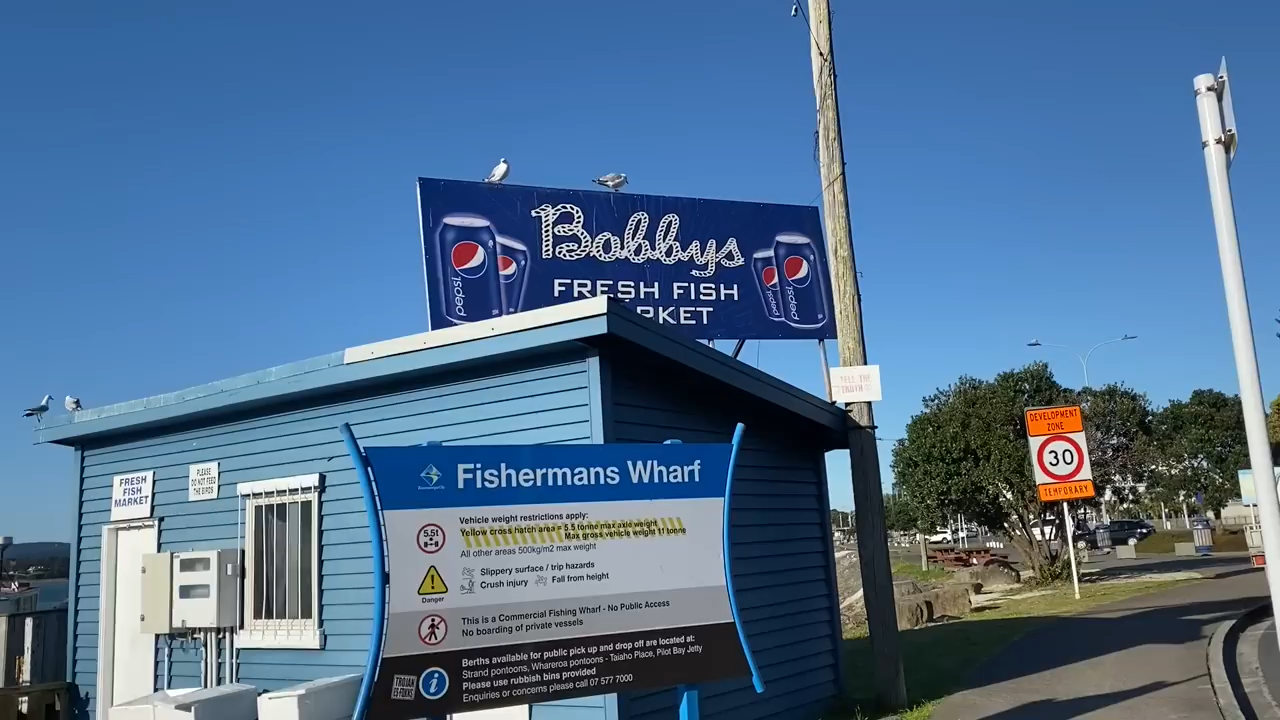 Bobbys
FRESH FISH
RKET
pepsi
pepsi
pepsi
pepsi
TELL THE
TRUTH
DEVELOPMENT
ZONE
30
TEMPORARY
FRESH
FISH
MARKET
PLEASE
DO NOT FEED
THE BIRDS
Fishermans Wharf
Vehicle weight restrictions apply:
5.5t
Yellow cross hatch area = 5.5 tonne max axle weight
Max gross vehicle weight 11 tonne
All other areas 500kg/m2 max weight
Slippery surface / trip hazards
Crush injury
Fall from height
Danger
This is a Commercial Fishing Wharf - No Public Access
No boarding of private vessels
Berths available for public pick up and drop off are located at:
Strand pontoons, Whareroa pontoons - Taiaho Place, Pilot Bay Jetty
Please use rubbish bins provided
Enquiries or concerns please call 07 577 7000